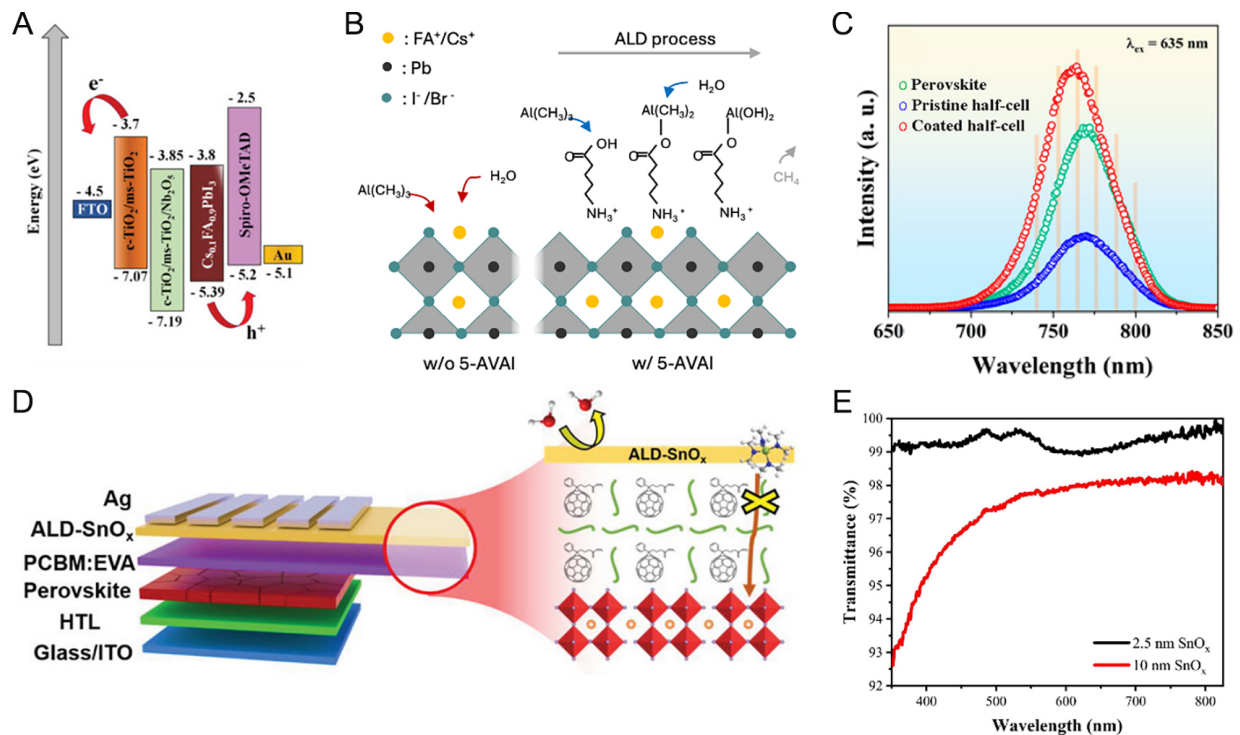 A
Energy (eV)
e⁻
- 3.7
- 4.5
FTO
c-TiO₂/ms-TiO₂
- 7.07
- 3.85
c-TiO₂/ms-TiO₂/Nb₂O₅
- 7.19
- 3.8
Cs₀.₁FA₀.₉PbI₃
- 5.39
- 2.5
Spiro-OMeTAD
- 5.2
Au
- 5.1
h⁺
B
: FA⁺/Cs⁺
: Pb
: I⁻/Br⁻
ALD process
Al(CH₃)₃
H₂O
Al(CH₃)₃
O
OH
NH₃⁺
H₂O
Al(CH₃)₂
O
O
NH₃⁺
Al(OH)₂
O
O
NH₃⁺
CH₄
w/o 5-AVAI
w/ 5-AVAI
C
λex = 635 nm
Perovskite
Pristine half-cell
Coated half-cell
Intensity (a. u.)
650 700 750 800 850
Wavelength (nm)
D
Ag
ALD-SnOₓ
PCBM:EVA
Perovskite
HTL
Glass/ITO
ALD-SnOₓ
E
Transmittance (%)
100
99
98
97
96
95
94
93
92
2.5 nm SnOₓ
10 nm SnOₓ
400 500 600 700 800
Wavelength (nm)